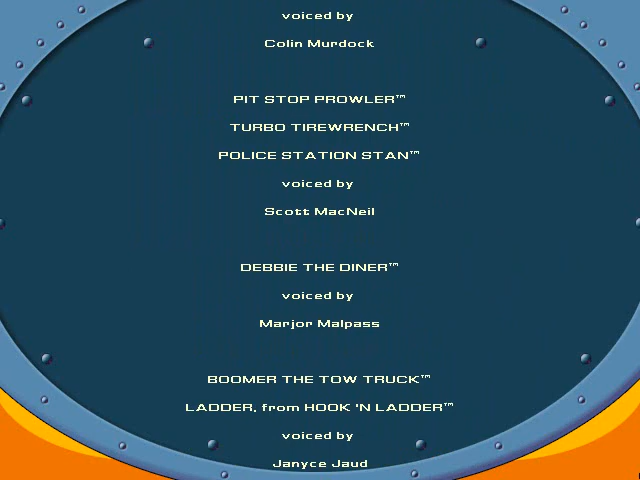 voiced by
Colin Murdock
PIT STOP PROWLER™
TURBO TIREWRENCH™
POLICE STATION STAN™
voiced by
Scott MacNeil
DEBBIE THE DINER™
voiced by
Marjor Malpass
BOOMER THE TOW TRUCK™
LADDER, from HOOK 'N LADDER™
voiced by
Janyce Jaud